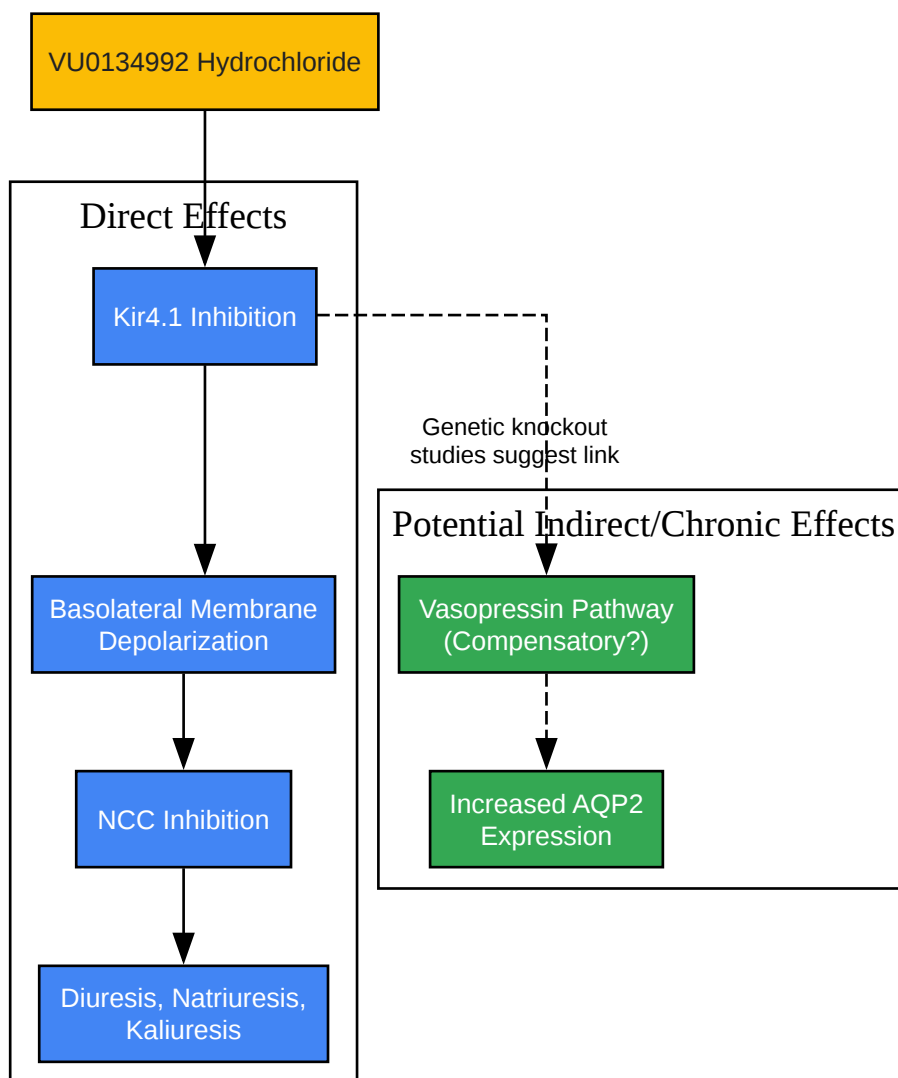 VU0134992 Hydrochloride
Direct Effects
Kir4.1 Inhibition
Genetic knockout
studies suggest link
Potential Indirect/Chronic Effects
Basolateral Membrane
Depolarization
Vasopressin Pathway
(Compensatory?)
NCC Inhibition
Increased AQP2
Expression
Diuresis, Natriuresis,
Kaliuresis